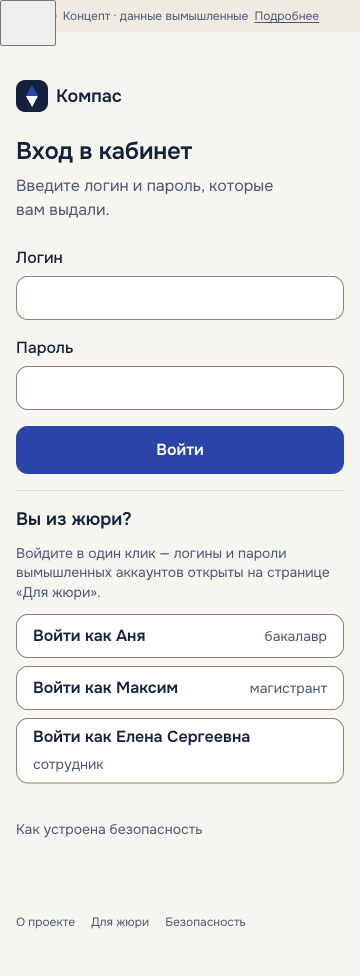 Концепт · данные вымышленные Подробнее
Компас
Вход в кабинет
Введите логин и пароль, которые
вам выдали.
Логин
Пароль
Войти
Вы из жюри?
Войдите в один клик — логины и пароли
вымышленных аккаунтов открыты на странице
«Для жюри».
Войти как Аня бакалавр
Войти как Максим магистрант
Войти как Елена Сергеевна
сотрудник
Как устроена безопасность
О проекте Для жюри Безопасность